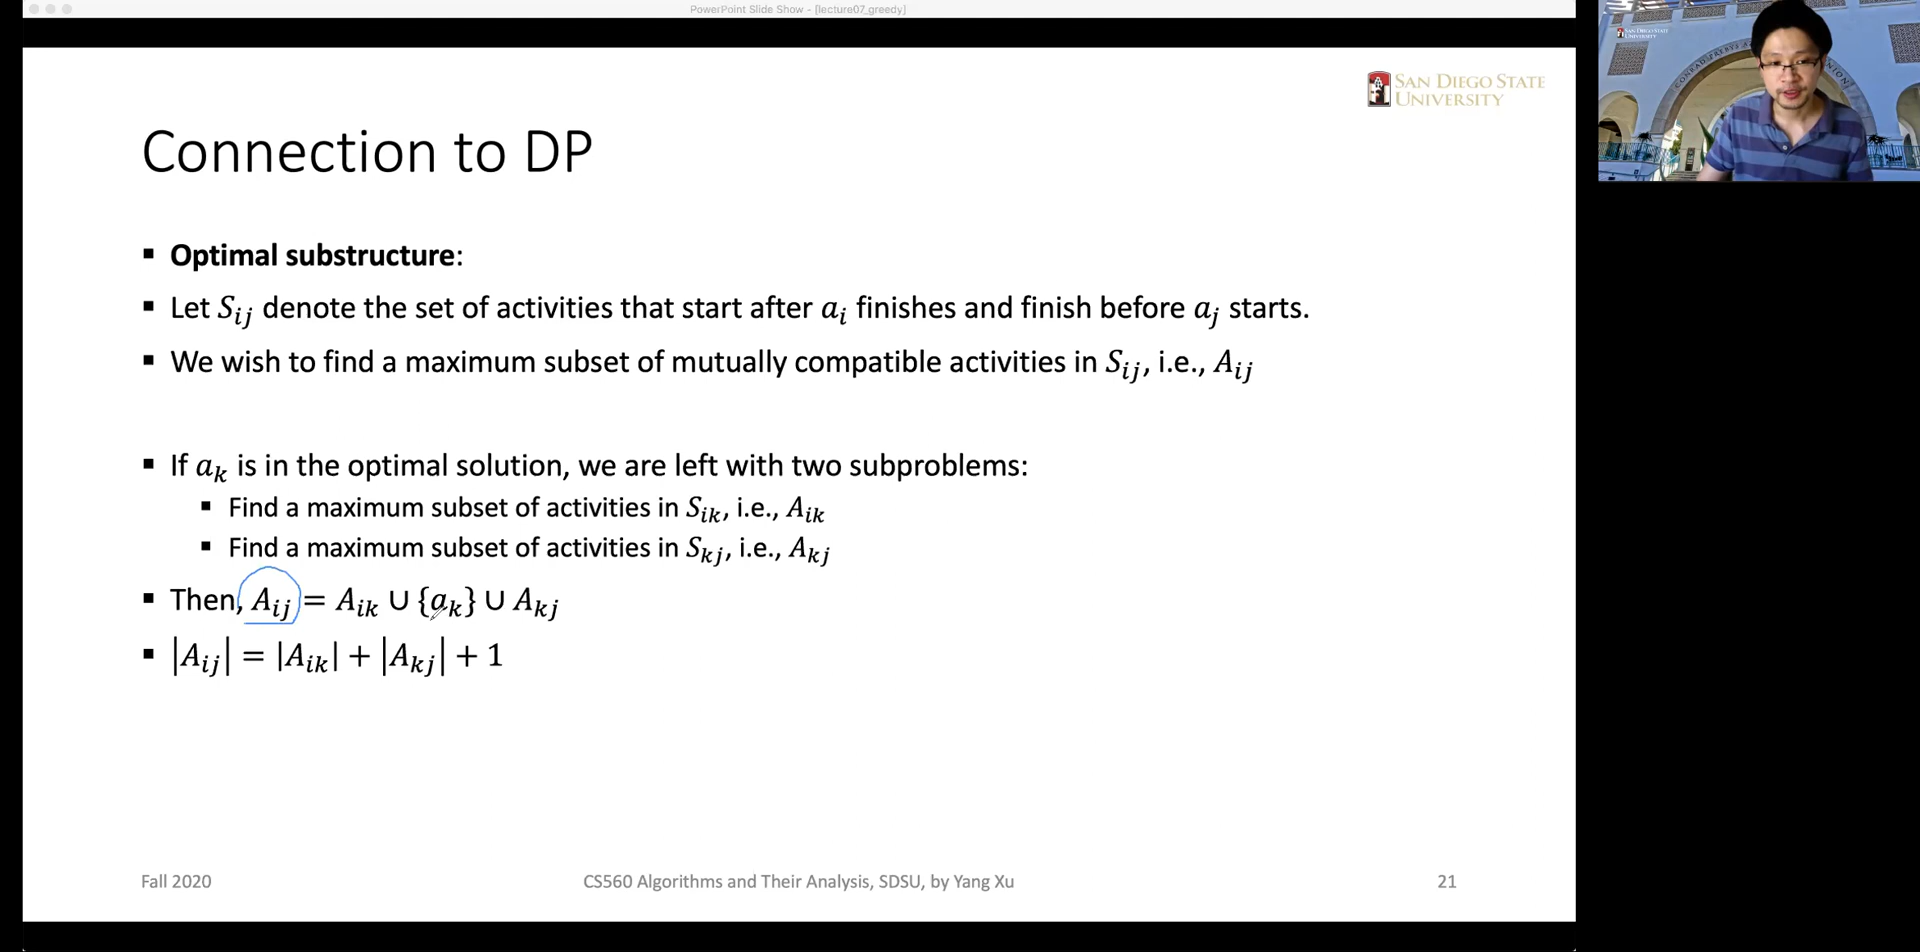 PowerPoint Slide Show - [lecture07_greedy]
SAN DIEGO STATE
UNIVERSITY
SAN DIEGO STATE
UNIVERSITY
Connection to DP
▪ Optimal substructure:
▪ Let Sᵢⱼ denote the set of activities that start after aᵢ finishes and finish before aⱼ starts.
▪ We wish to find a maximum subset of mutually compatible activities in Sᵢⱼ, i.e., Aᵢⱼ
▪ If aₖ is in the optimal solution, we are left with two subproblems:
▪ Find a maximum subset of activities in Sᵢₖ, i.e., Aᵢₖ
▪ Find a maximum subset of activities in Sₖⱼ, i.e., Aₖⱼ
▪ Then, Aᵢⱼ = Aᵢₖ ∪ {aₖ} ∪ Aₖⱼ
▪ |Aᵢⱼ| = |Aᵢₖ| + |Aₖⱼ| + 1
Fall 2020
CS560 Algorithms and Their Analysis, SDSU, by Yang Xu
21